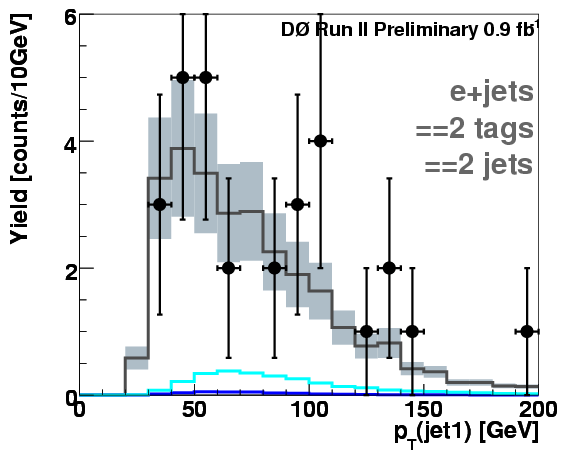 DØ Run II Preliminary 0.9 fb⁻¹
e+jets
==2 tags
==2 jets
Yield [counts/10GeV]
6
4
2
0
0 50 100 150 200
p_T(jet1) [GeV]